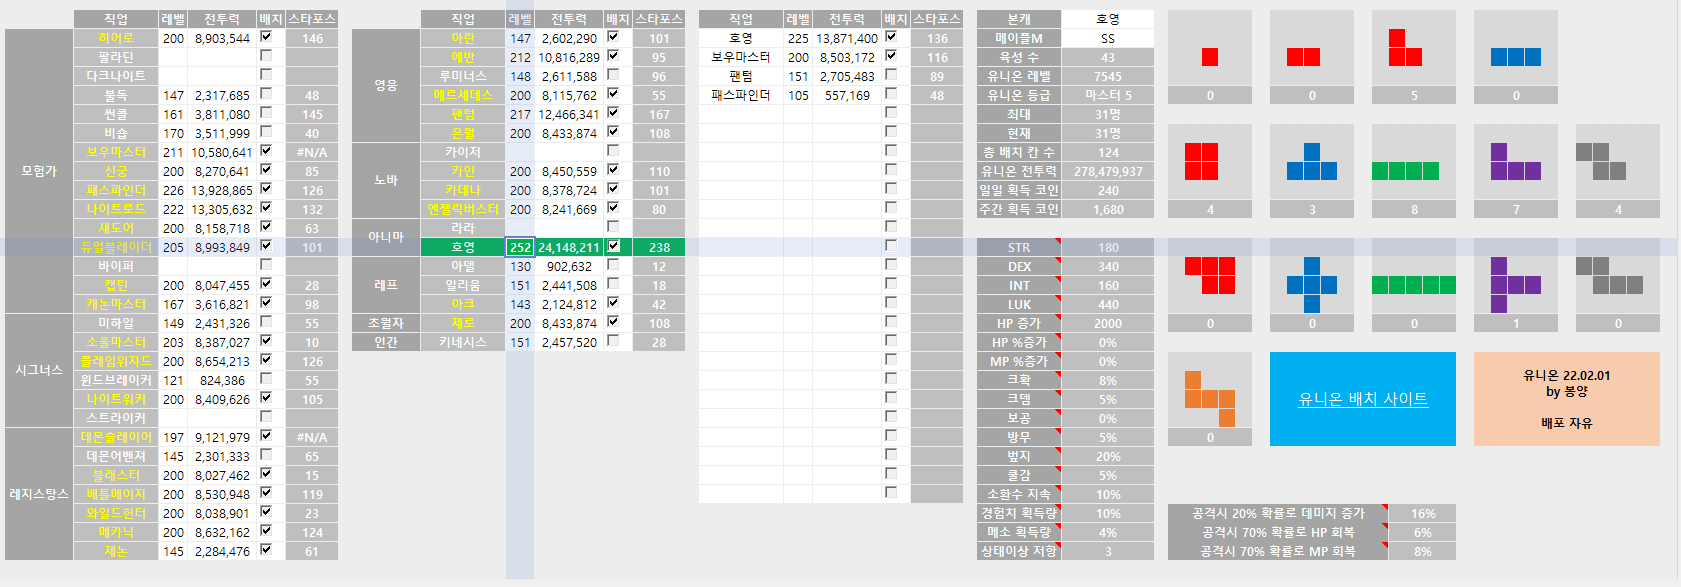 직업 레벨 전투력 배치 스타포스
모험가
히어로 200 8,903,544 146
팔라딘
다크나이트
불독 147 2,317,685 48
썬콜 161 3,811,080 145
비숍 170 3,511,999 40
보우마스터 211 10,580,641 #N/A
신궁 200 8,270,641 85
패스파인더 226 13,928,865 126
나이트로드 222 13,305,632 132
섀도어 200 8,158,718 63
듀얼블레이더 205 8,993,849 101
바이퍼
캡틴 200 8,047,455 28
캐논마스터 167 3,616,821 98
시그너스
미하일 149 2,431,326 55
소울마스터 203 8,387,027 10
플레임위자드 200 8,654,213 126
윈드브레이커 121 824,386 55
나이트워커 200 8,409,626 105
스트라이커
레지스탕스
데몬슬레이어 197 9,121,979 #N/A
데몬어벤져 145 2,301,333 65
블래스터 200 8,027,462 15
배틀메이지 200 8,530,948 119
와일드헌터 200 8,038,901 23
메카닉 200 8,632,162 124
제논 145 2,284,476 61
직업 레벨 전투력 배치 스타포스
영웅
아란 147 2,602,290 101
에반 212 10,816,289 95
루미너스 148 2,611,588 96
메르세데스 200 8,115,762 55
팬텀 217 12,466,341 167
은월 200 8,433,874 108
노바
카이저
카인 200 8,450,559 110
카데나 200 8,378,724 101
엔젤릭버스터 200 8,241,669 80
아니마
라라
호영 252 24,148,211 238
레프
아델 130 902,632 12
일리움 151 2,441,508 18
아크 143 2,124,812 42
초월자 제로 200 8,433,874 108
인간 키네시스 151 2,457,520 28
직업 레벨 전투력 배치 스타포스
호영 225 13,871,400 136
보우마스터 200 8,503,172 116
팬텀 151 2,705,483 89
패스파인더 105 557,169 48
본캐 호영
메이플M SS
육성 수 43
유니온 레벨 7545
유니온 등급 마스터 5
최대 31명
현재 31명
총 배치 칸 수 124
유니온 전투력 278,479,937
일일 획득 코인 240
주간 획득 코인 1,680
STR 180
DEX 340
INT 160
LUK 440
HP 증가 2000
HP %증가 0%
MP %증가 0%
크확 8%
크뎀 5%
보공 0%
방무 5%
벞지 20%
쿨감 5%
소환수 지속 10%
경험치 획득량 10%
메소 획득량 4%
상태이상 저항 3
0 0 5 0
4 3 8 7 4
0 0 0 1 0
0
유니온 배치 사이트
유니온 22.02.01
by 봉양
배포 자유
공격시 20% 확률로 데미지 증가 16%
공격시 70% 확률로 HP 회복 6%
공격시 70% 확률로 MP 회복 8%